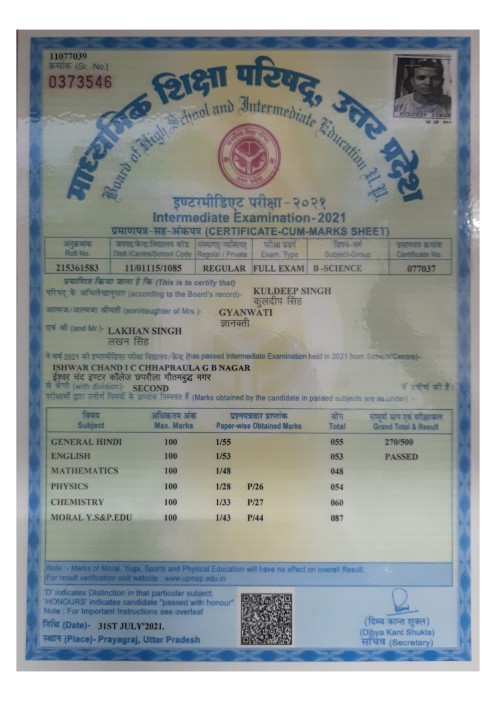 11077039
क्रमांक (Sr. No.)
0373546
माध्यमिक शिक्षा परिषद, उत्तर प्रदेश
Board of High School and Intermediate Education U.P.
KULDEEP SINGH
इण्टरमीडिएट परीक्षा - २०२१
Intermediate Examination - 2021
प्रमाणपत्र-सह-अंकपत्र (CERTIFICATE-CUM-MARKS SHEET)
अनुक्रमांक जनपद/केन्द्र/विद्यालय कोड संस्थागत/व्यक्तिगत परीक्षा प्रवर्ग विषय-वर्ग प्रमाणपत्र क्रमांक
Roll No. Distt./Centre/School Code Regular / Private Exam. Type Subject-Group Certificate No.
215361583 11/01115/1085 REGULAR FULL EXAM B -SCIENCE 077037
प्रमाणित किया जाता है कि (This is to certify that)
परिषद के अभिलेखानुसार (according to the Board's record)- KULDEEP SINGH
कुलदीप सिंह
आत्मज/आत्मजा श्रीमती (son/daughter of Mrs.)- GYANWATI
ज्ञानवती
एवं श्री (and Mr.)- LAKHAN SINGH
लखन सिंह
ने वर्ष 2021 की इण्टरमीडिएट परीक्षा विद्यालय/केन्द्र (has passed Intermediate Examination held in 2021 from School/Centre)-
ISHWAR CHAND I C CHHAPRAULA G B NAGAR
ईश्वर चंद इण्टर कॉलेज छपरौला गौतमबुद्ध नगर
से श्रेणी (with division)- SECOND में उत्तीर्ण की है।
परीक्षार्थी द्वारा उत्तीर्ण विषयों के प्राप्तांक निम्नवत हैं (Marks obtained by the candidate in passed subjects are as under) -
विषय अधिकतम अंक प्रश्नपत्रवार प्राप्तांक योग सम्पूर्ण योग एवं परीक्षाफल
Subject Max. Marks Paper-wise Obtained Marks Total Grand Total & Result
GENERAL HINDI 100 1/55 055 270/500
ENGLISH 100 1/53 053 PASSED
MATHEMATICS 100 1/48 048
PHYSICS 100 1/28 P/26 054
CHEMISTRY 100 1/33 P/27 060
MORAL Y.S&P.EDU 100 1/43 P/44 087
Note :- Marks of Moral, Yoga, Sports and Physical Education will have no effect on overall Result.
For result verification visit website : www.upmsp.edu.in
'D' indicates Distinction in that particular subject,
'HONOURS' indicates candidate "passed with honour"
Note : For Important Instructions see overleaf
तिथि (Date)- 31ST JULY'2021.
स्थान (Place)- Prayagraj, Uttar Pradesh
(दिव्य कान्त शुक्ल)
(Dibya Kant Shukla)
सचिव (Secretary)